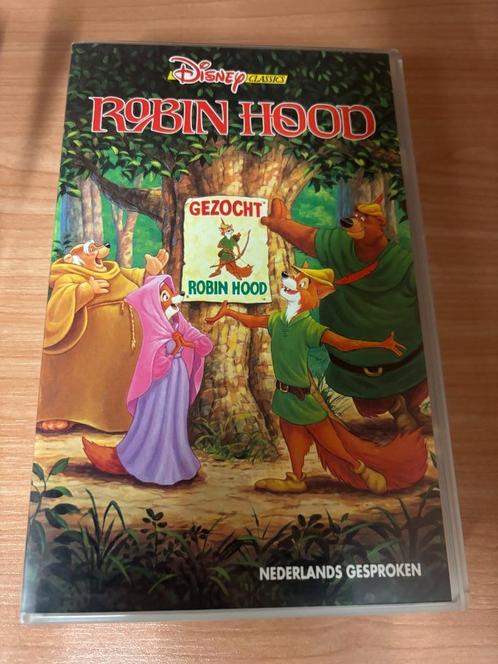 Disney CLASSICS
ROBIN HOOD
GEZOCHT
ROBIN HOOD
NEDERLANDS GESPROKEN